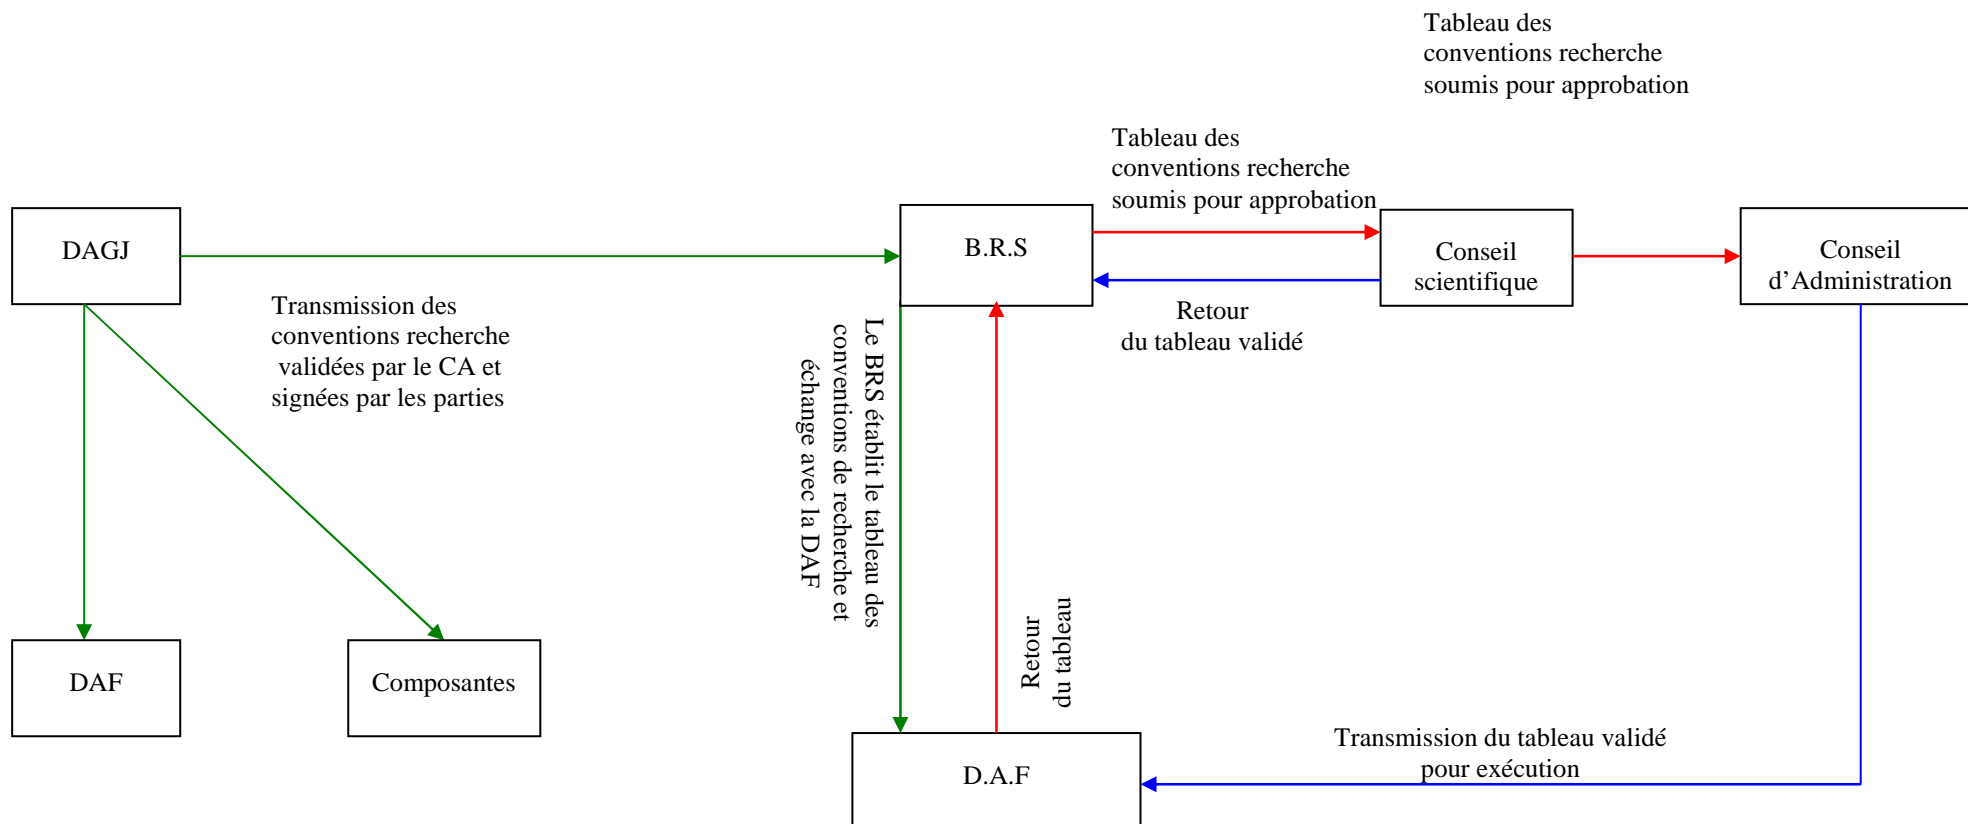 Tableau des
conventions recherche
soumis pour approbation
Tableau des
conventions recherche
soumis pour approbation
DAGJ
B.R.S
Conseil
scientifique
Conseil
d’Administration
Transmission des
conventions recherche
validées par le CA et
signées par les parties
Retour
du tableau validé
Le BRS établit le tableau des
conventions de recherche et
échange avec la DAF
Retour
du tableau
DAF
Composantes
Transmission du tableau validé
pour exécution
D.A.F